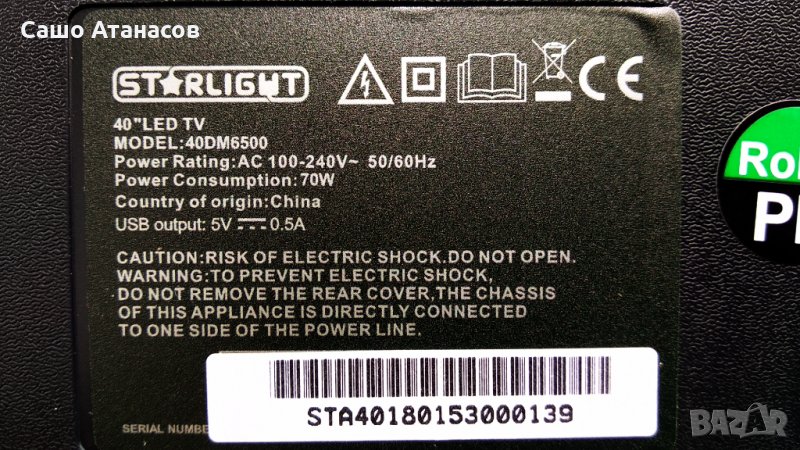 Сашо Атанасов
STARLIGHT
CE
40"LED TV
MODEL:40DM6500
Power Rating:AC 100-240V~ 50/60Hz
Power Consumption:70W
Country of origin:China
USB output: 5V ⎓ 0.5A
CAUTION:RISK OF ELECTRIC SHOCK.DO NOT OPEN.
WARNING:TO PREVENT ELECTRIC SHOCK,
DO NOT REMOVE THE REAR COVER,THE CHASSIS
OF THIS APPLIANCE IS DIRECTLY CONNECTED
TO ONE SIDE OF THE POWER LINE.
STA40180153000139
SERIAL NUMBE
BAZAR